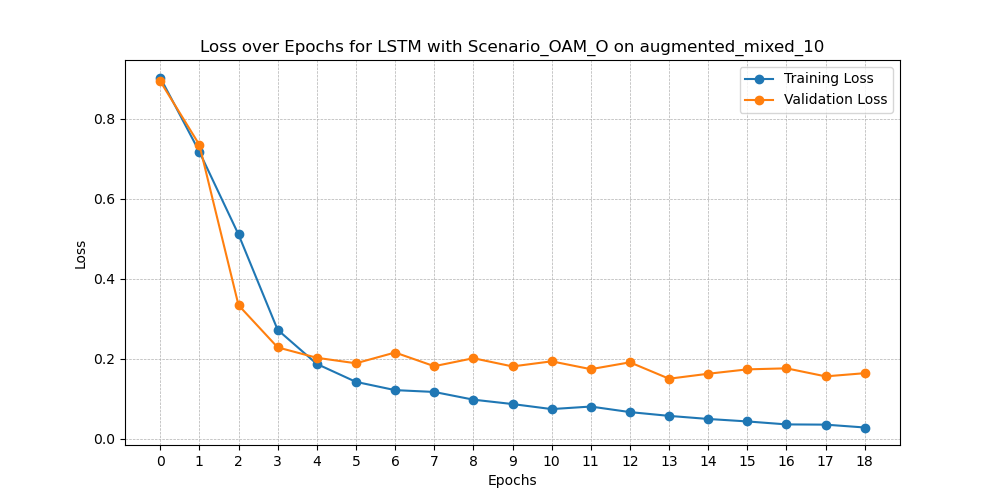 Loss over Epochs for LSTM with Scenario_OAM_O on augmented_mixed_10
Training Loss
Validation Loss
Loss
0.8
0.6
0.4
0.2
0.0
0 1 2 3 4 5 6 7 8 9 10 11 12 13 14 15 16 17 18
Epochs